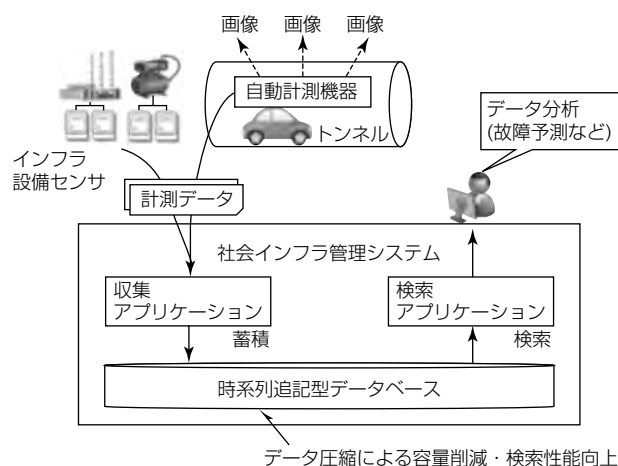 画像 画像 画像
自動計測機器
トンネル
データ分析
(故障予測など)
インフラ
設備センサ
計測データ
社会インフラ管理システム
収集
アプリケーション
検索
アプリケーション
蓄積
検索
時系列追記型データベース
データ圧縮による容量削減・検索性能向上